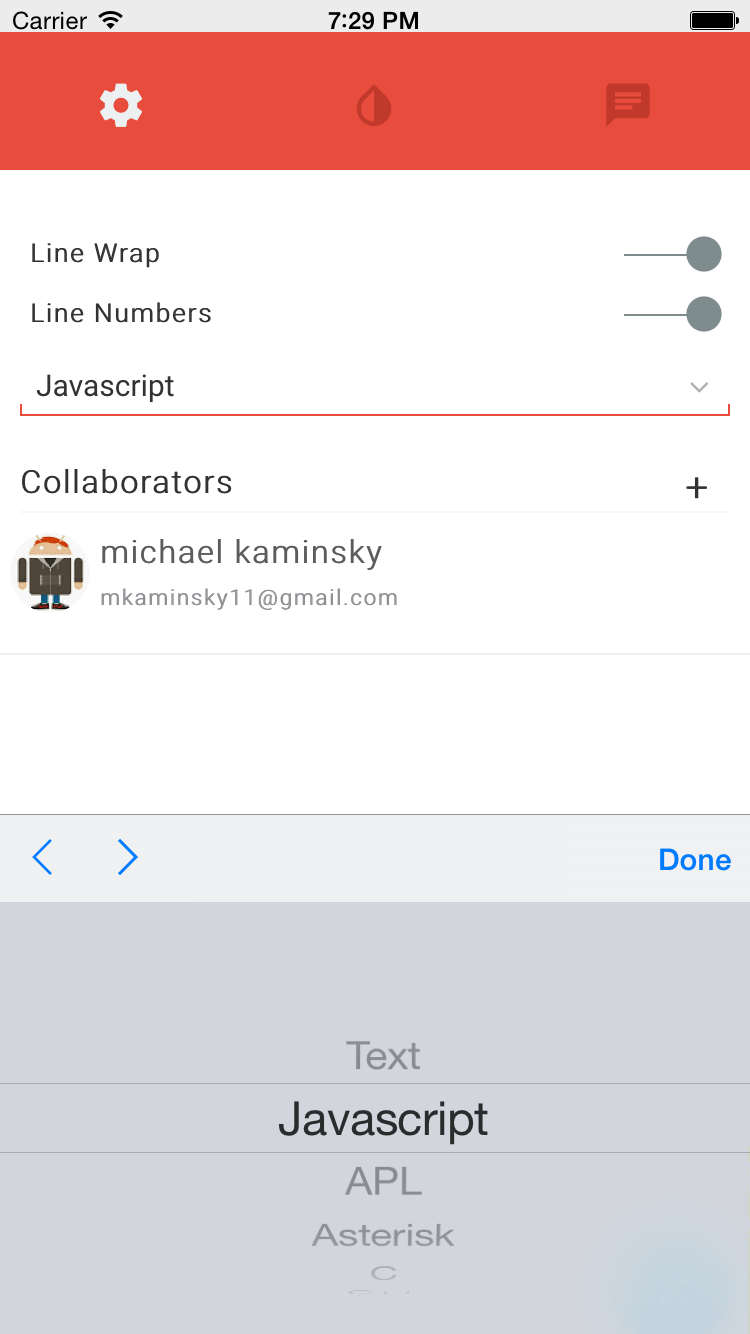 Carrier 7:29 PM
Line Wrap
Line Numbers
Javascript
Collaborators +
michael kaminsky
mkaminsky11@gmail.com
Done
Text
Javascript
APL
Asterisk
C